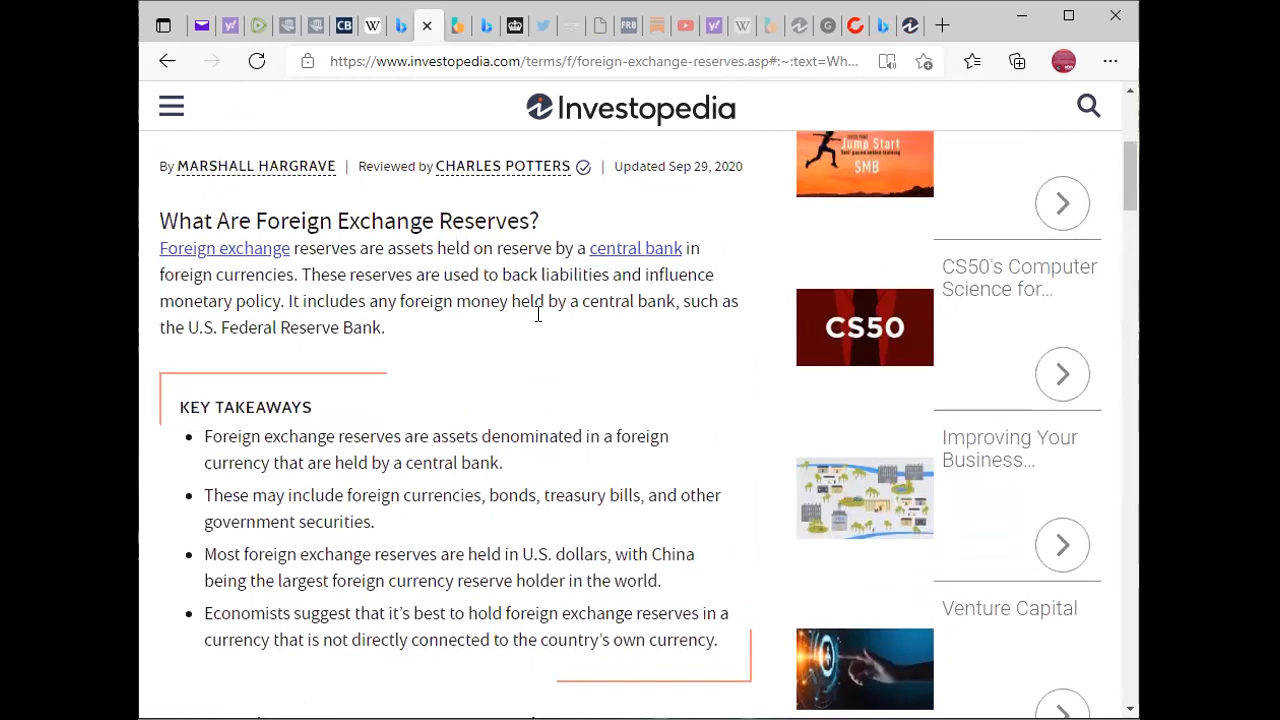 CB
W
FRB
W
G
https://www.investopedia.com/terms/f/foreign-exchange-reserves.asp#:~:text=Wh...
Investopedia
By MARSHALL HARGRAVE | Reviewed by CHARLES POTTERS | Updated Sep 29, 2020
What Are Foreign Exchange Reserves?
Foreign exchange reserves are assets held on reserve by a central bank in
foreign currencies. These reserves are used to back liabilities and influence
monetary policy. It includes any foreign money held by a central bank, such as
the U.S. Federal Reserve Bank.
KEY TAKEAWAYS
• Foreign exchange reserves are assets denominated in a foreign
currency that are held by a central bank.
• These may include foreign currencies, bonds, treasury bills, and other
government securities.
• Most foreign exchange reserves are held in U.S. dollars, with China
being the largest foreign currency reserve holder in the world.
• Economists suggest that it's best to hold foreign exchange reserves in a
currency that is not directly connected to the country's own currency.
Jump Start
SMB
CS50's Computer
Science for...
CS50
Improving Your
Business...
Venture Capital